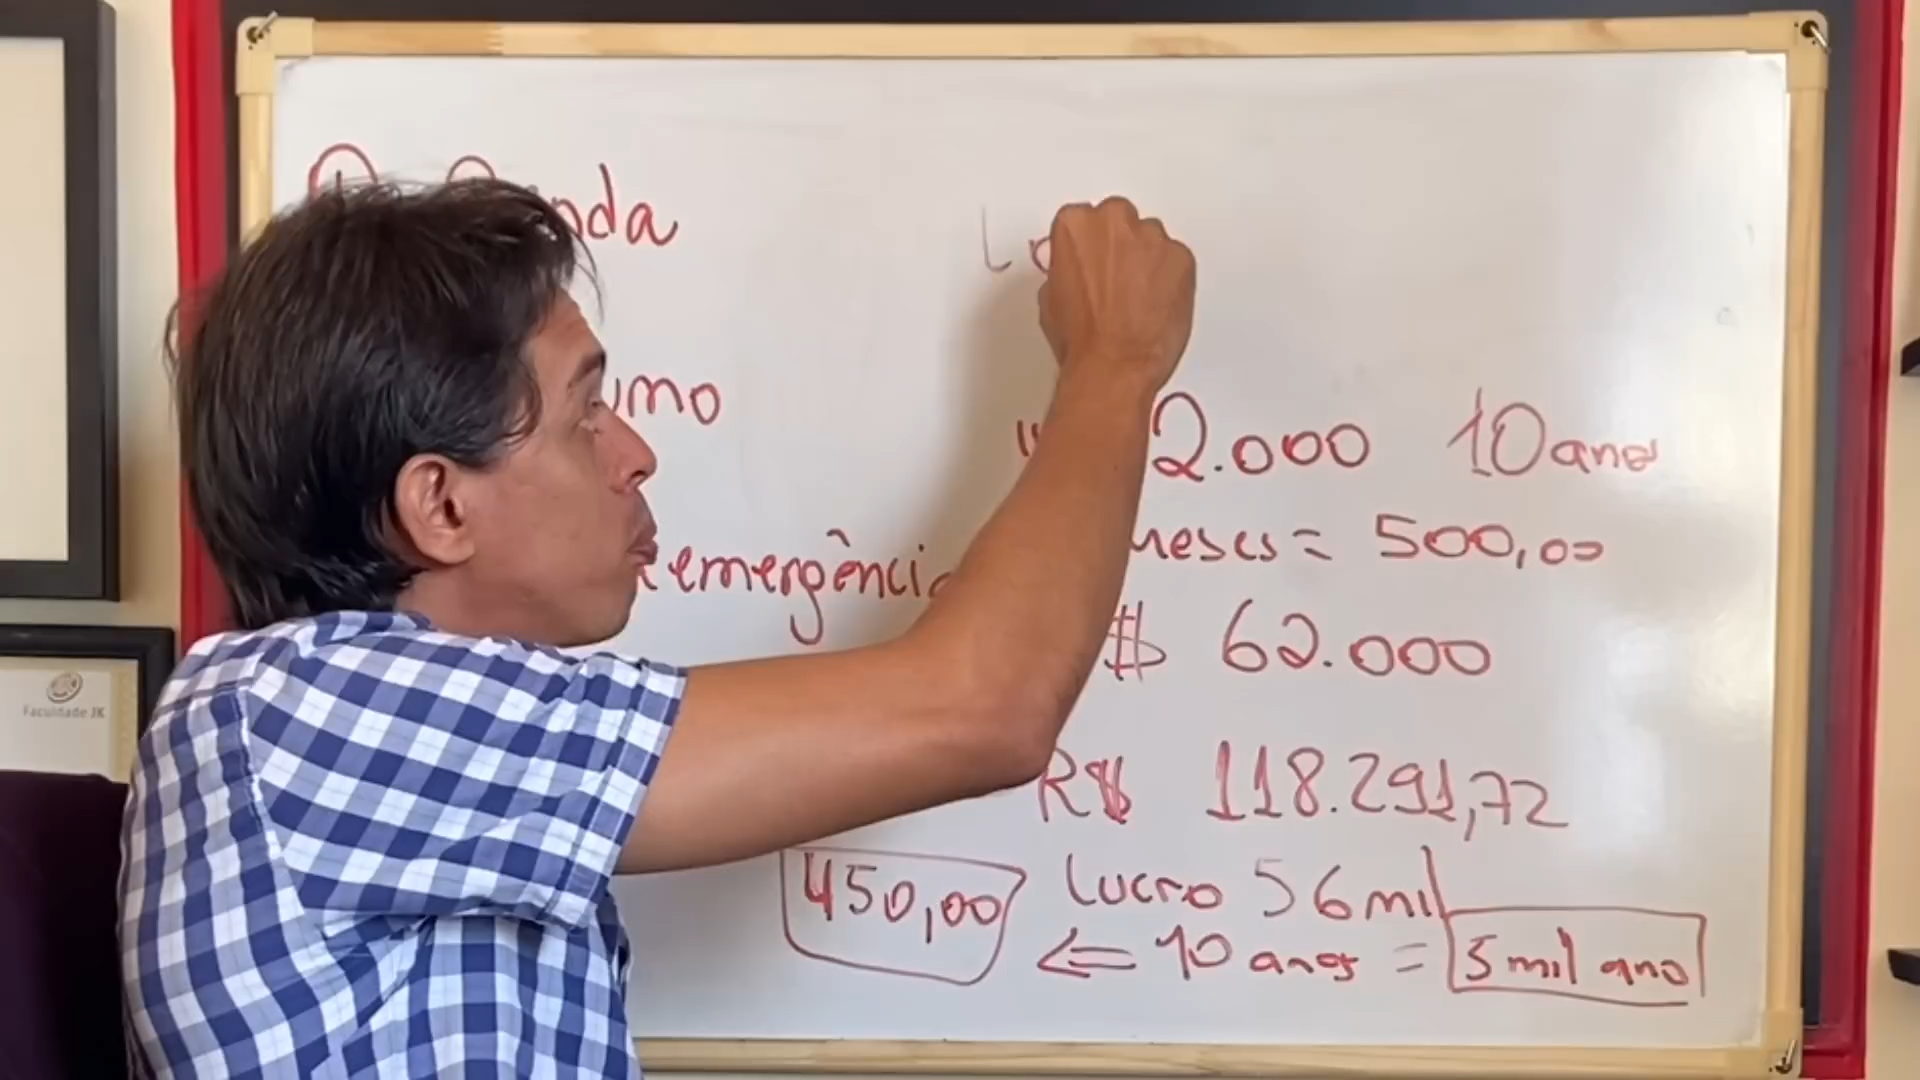 nda
umo
emergência
2.000 10 anos
meses = 500,00
$ 62.000
R$ 118.291,72
450,00 lucro 56 mil
⇐ 10 anos = 5 mil ano
Faculdade JK